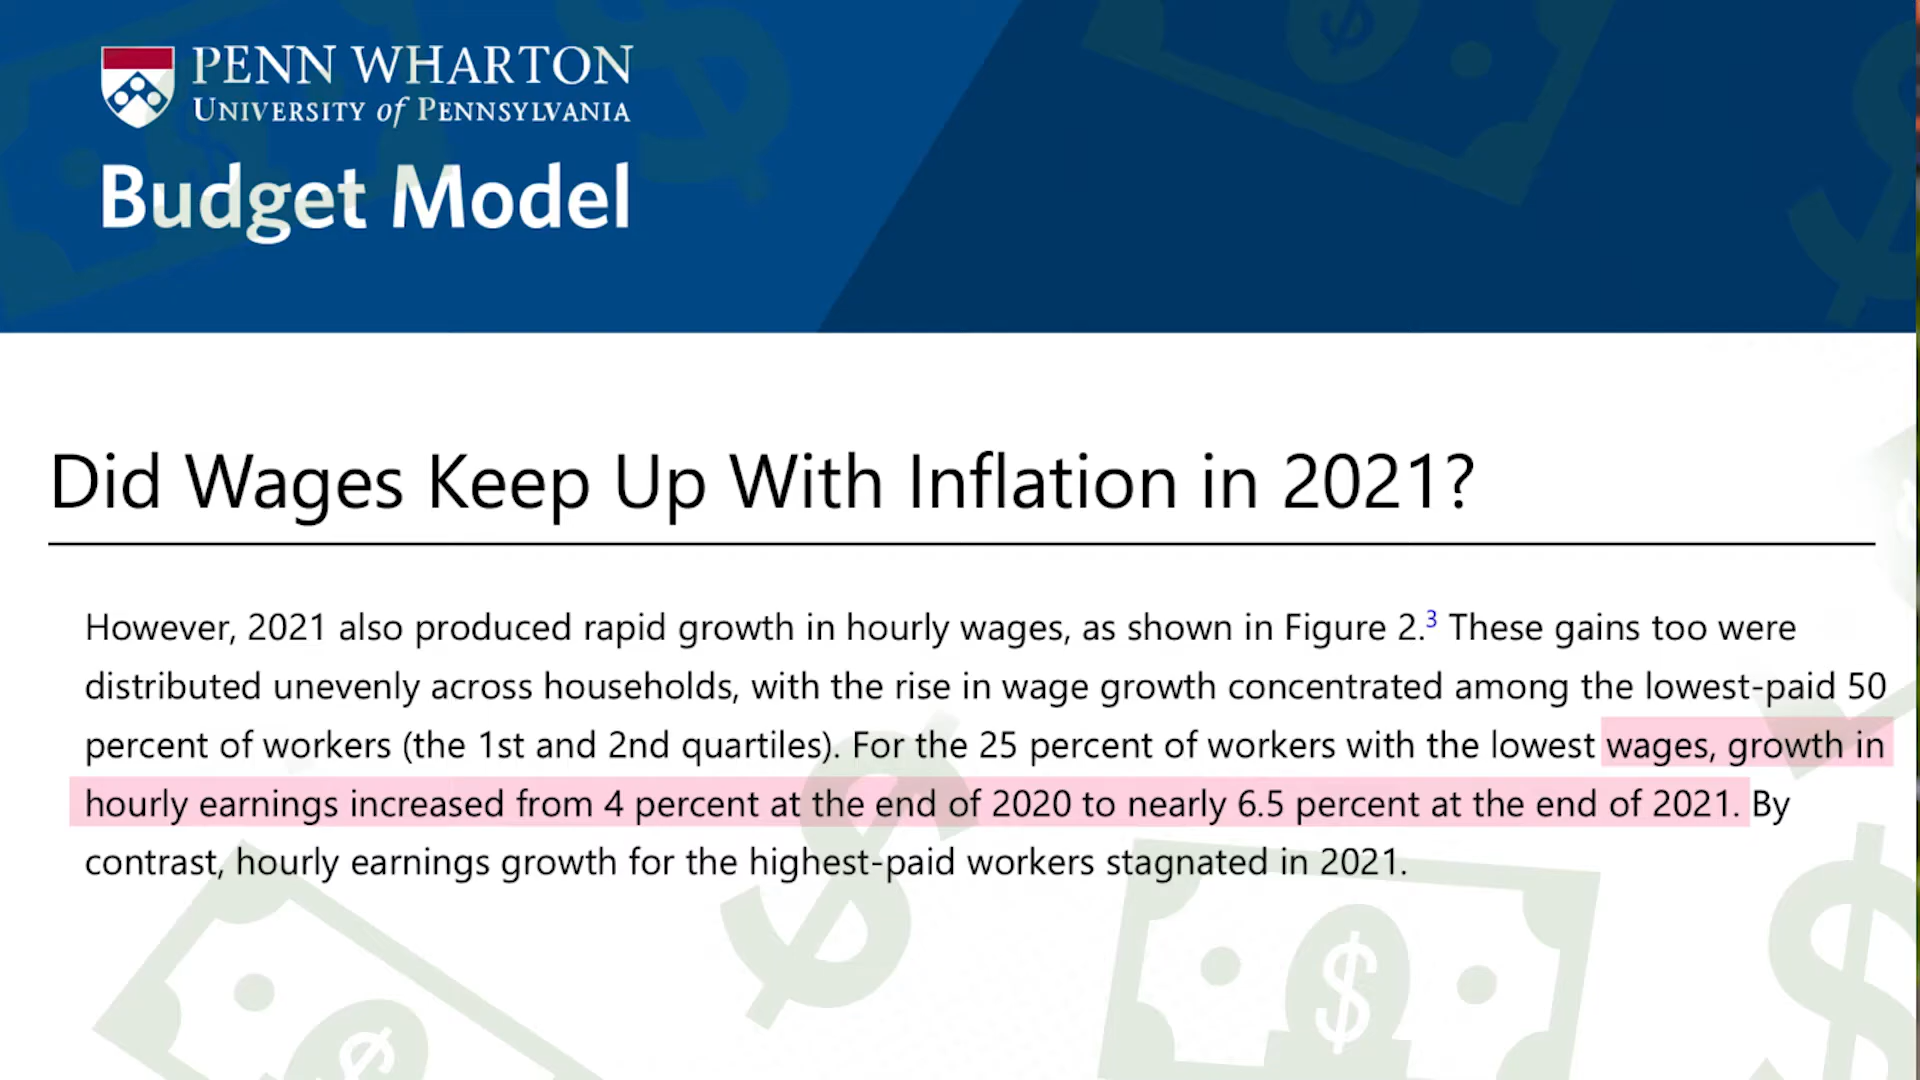 PENN WHARTON
UNIVERSITY of PENNSYLVANIA
Budget Model
Did Wages Keep Up With Inflation in 2021?
However, 2021 also produced rapid growth in hourly wages, as shown in Figure 2.3 These gains too were
distributed unevenly across households, with the rise in wage growth concentrated among the lowest-paid 50
percent of workers (the 1st and 2nd quartiles). For the 25 percent of workers with the lowest wages, growth in
hourly earnings increased from 4 percent at the end of 2020 to nearly 6.5 percent at the end of 2021. By
contrast, hourly earnings growth for the highest-paid workers stagnated in 2021.